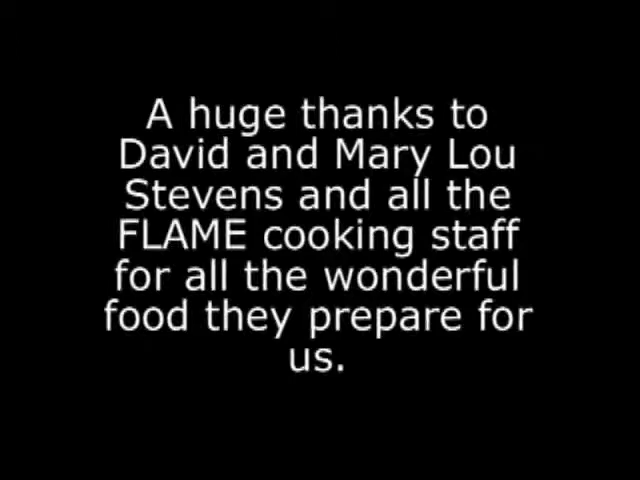 A huge thanks to
David and Mary Lou
Stevens and all the
FLAME cooking staff
for all the wonderful
food they prepare for
us.